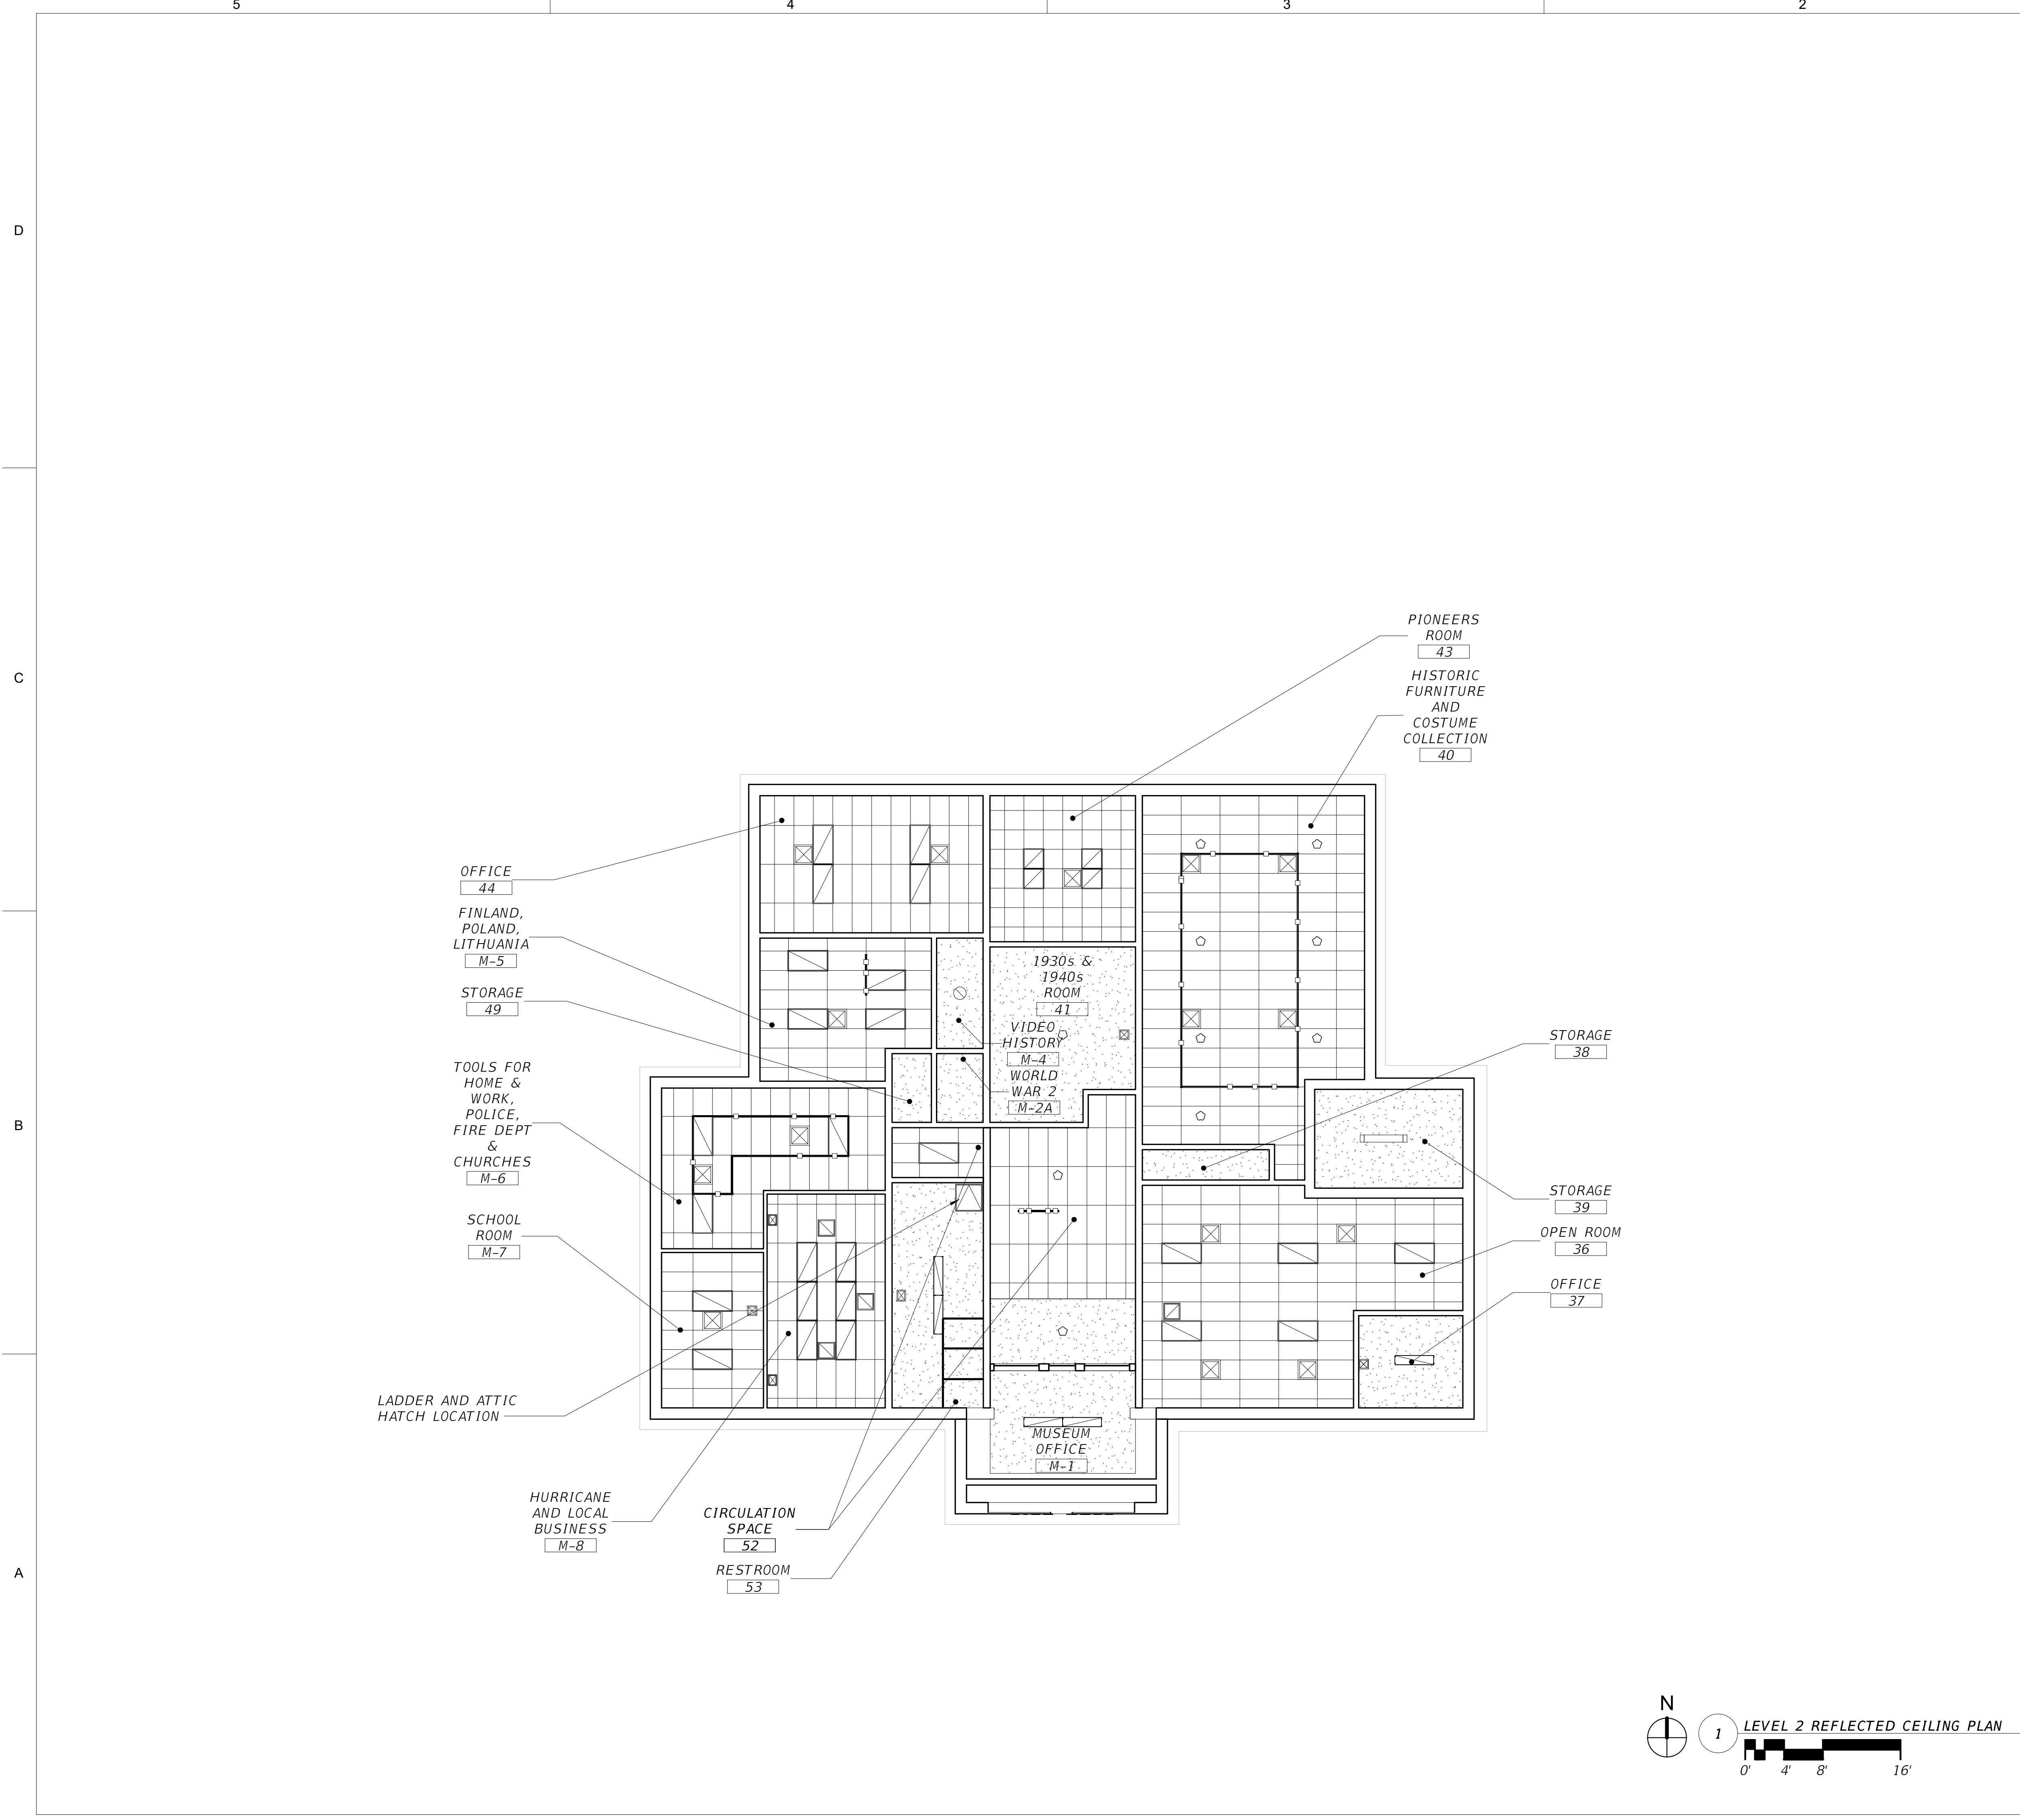 5
4
3
2
D
C
B
A
PIONEERS
ROOM
43
HISTORIC
FURNITURE
AND
COSTUME
COLLECTION
40
OFFICE
44
FINLAND,
POLAND,
LITHUANIA
M-5
STORAGE
49
1930s &
1940s
ROOM
41
VIDEO
HISTORY
M-4
WORLD
WAR 2
M-2A
STORAGE
38
TOOLS FOR
HOME &
WORK,
POLICE,
FIRE DEPT
&
CHURCHES
M-6
STORAGE
39
SCHOOL
ROOM
M-7
OPEN ROOM
36
OFFICE
37
LADDER AND ATTIC
HATCH LOCATION
MUSEUM
OFFICE
M-1
HURRICANE
AND LOCAL
BUSINESS
M-8
CIRCULATION
SPACE
52
RESTROOM
53
N
1
LEVEL 2 REFLECTED CEILING PLAN
0' 4' 8' 16'